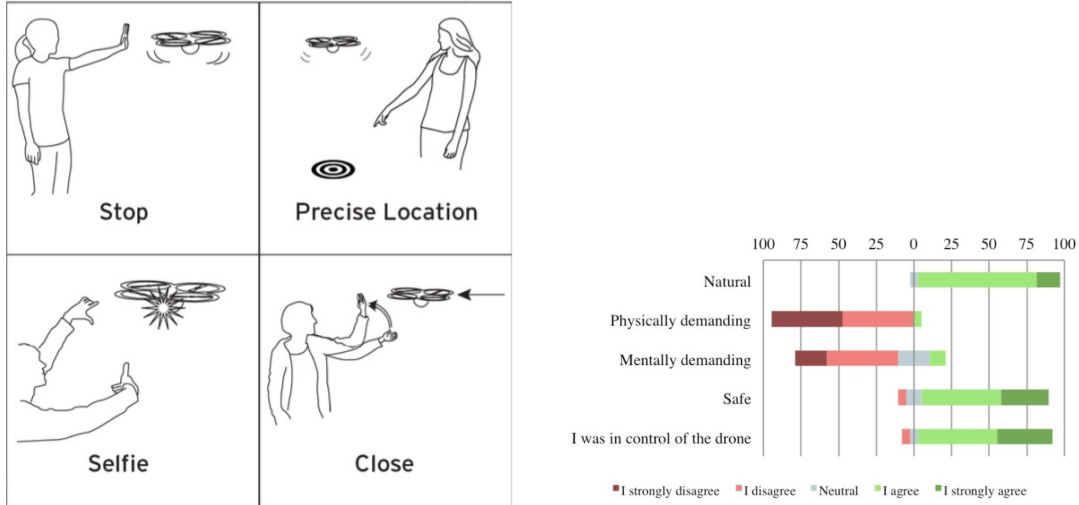 Stop
Precise Location
Selfie
Close
100 75 50 25 0 25 50 75 100
Natural
Physically demanding
Mentally demanding
Safe
I was in control of the drone
I strongly disagree I disagree Neutral I agree I strongly agree